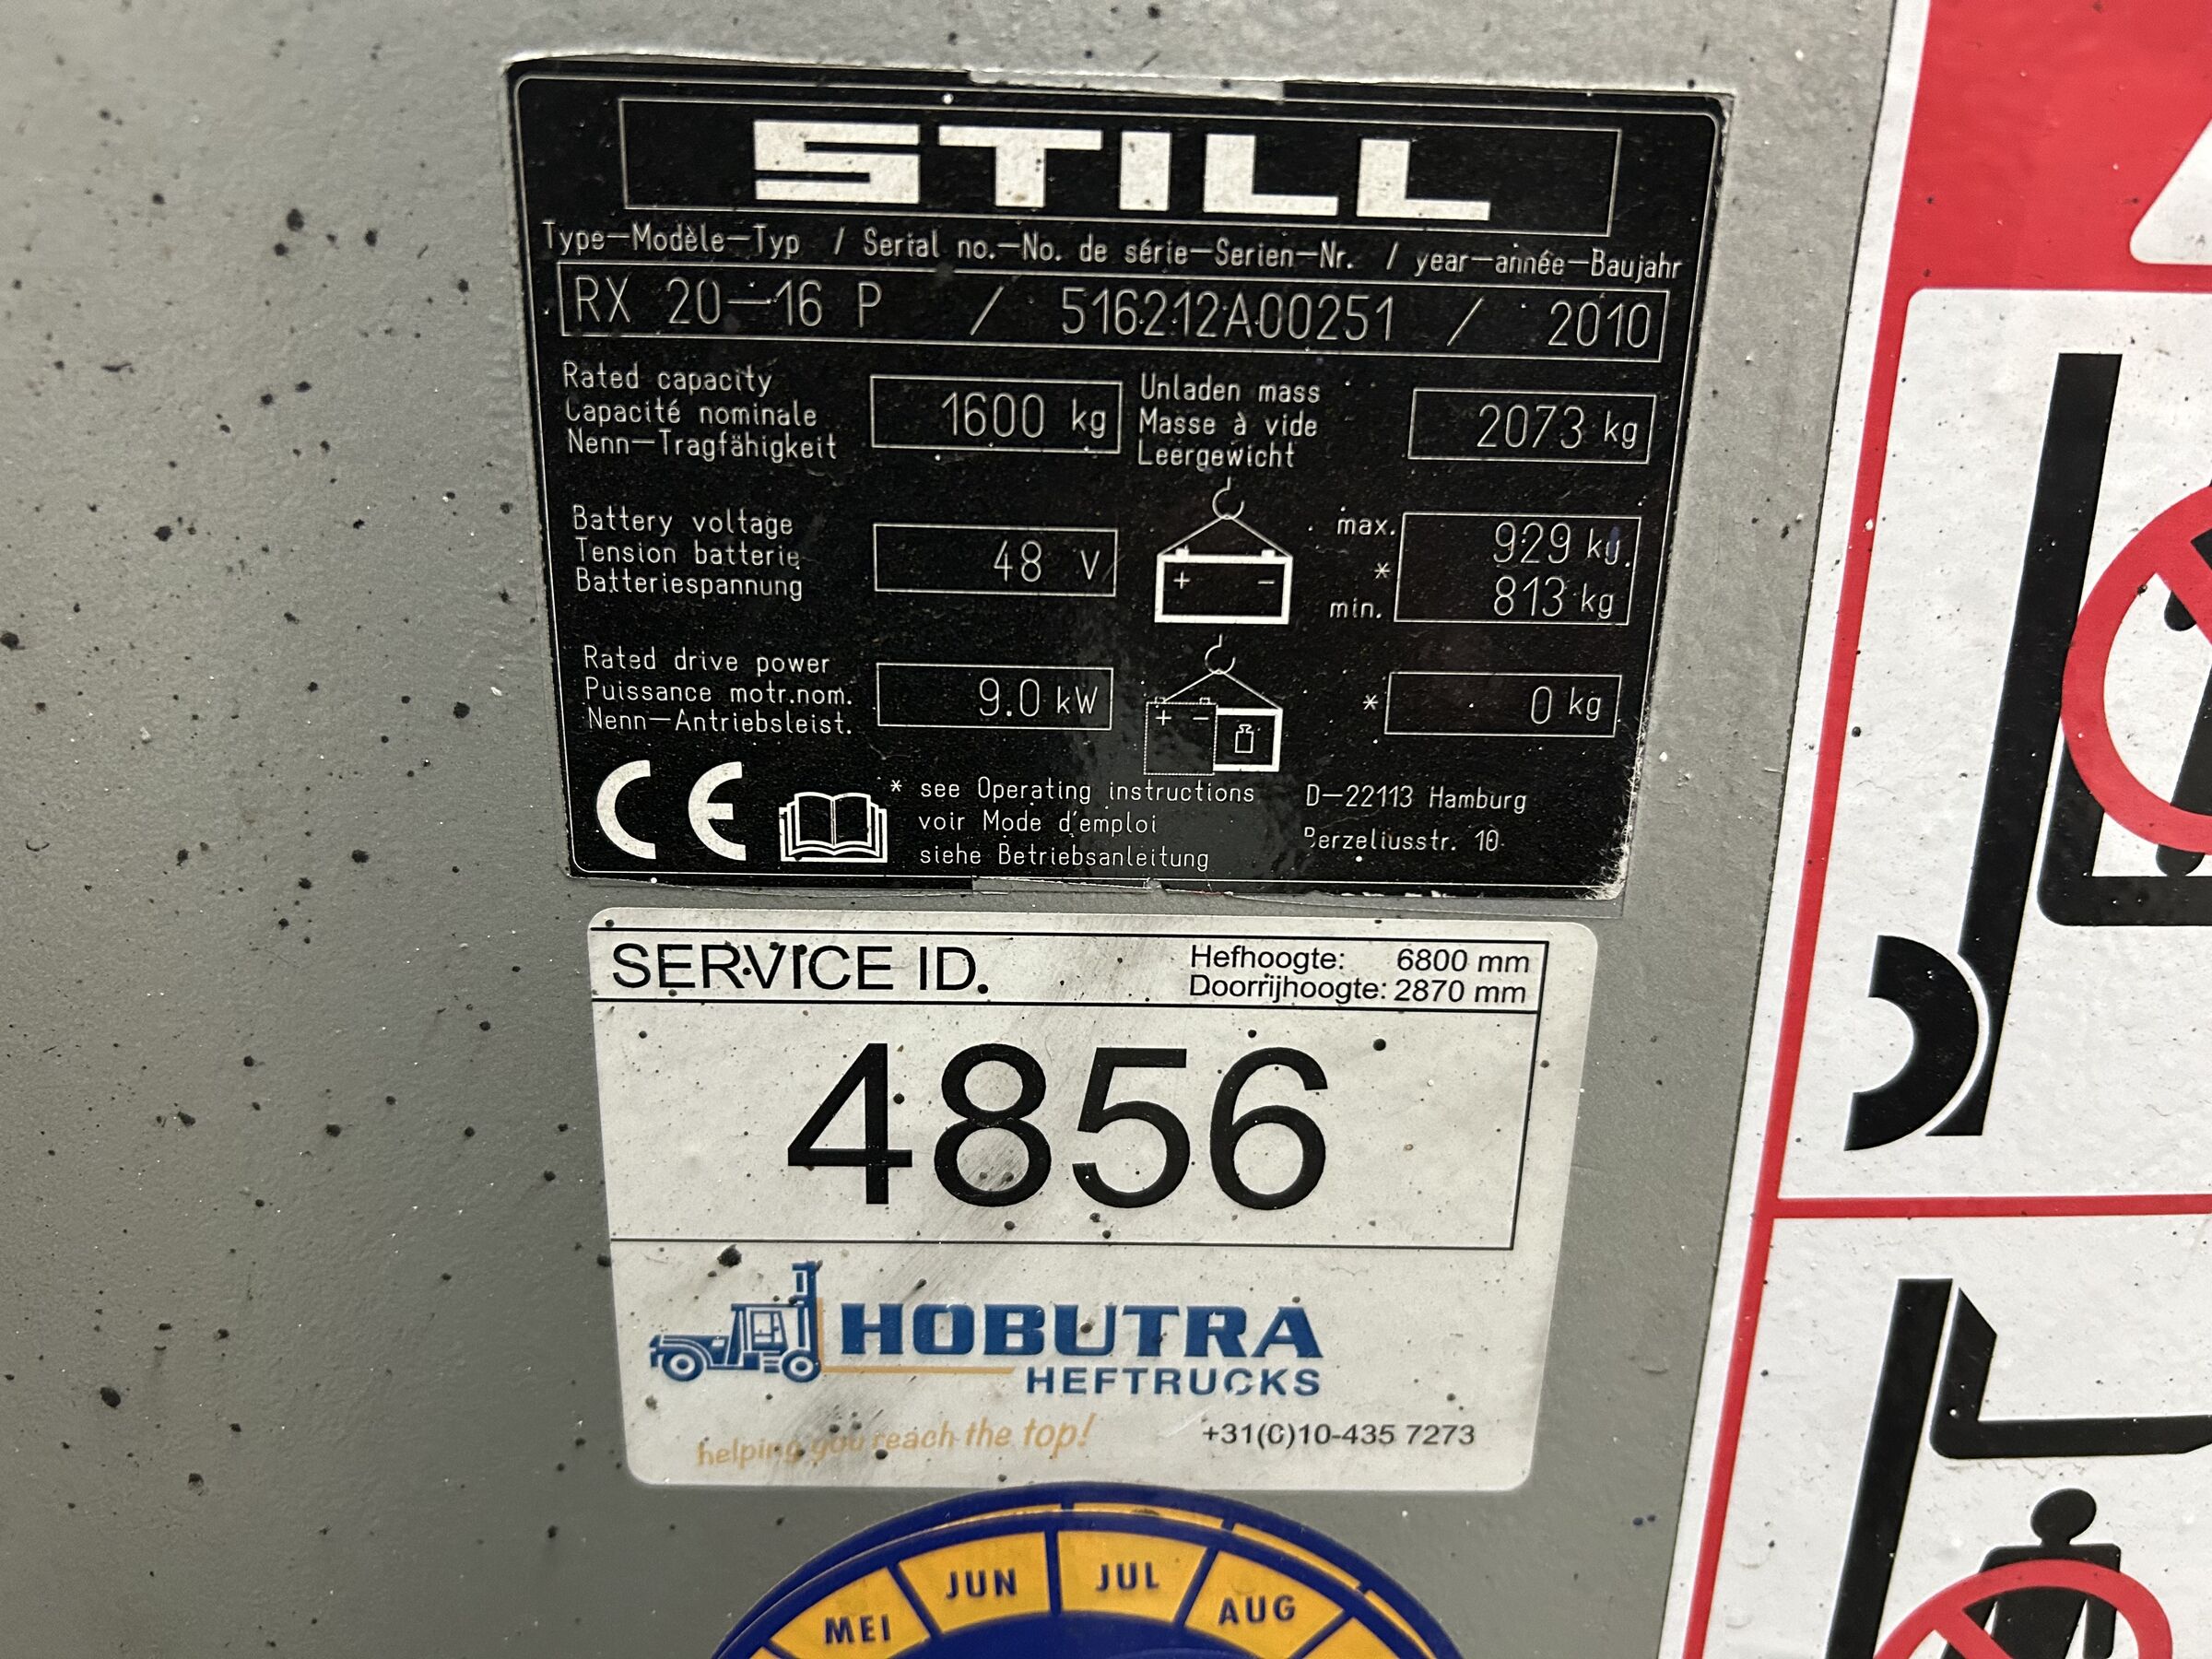 STILL
Type–Modèle–Typ / Serial no.–No. de série–Serien–Nr. / year–année–Baujahr
RX 20–16 P / 516212A00251 / 2010
Rated capacity
Capacité nominale
Nenn–Tragfähigkeit
1600 kg
Unladen mass
Masse à vide
Leergewicht
2073 kg
Battery voltage
Tension batterie
Batteriespannung
48 V
+ –
max. 929 kg
*
min. 813 kg
Rated drive power
Puissance motr.nom.
Nenn–Antriebsleist.
9.0 kW
+ –
* 0 kg
CE
* see Operating instructions
voir Mode d'emploi
siehe Betriebsanleitung
D–22113 Hamburg
Berzeliusstr. 10
SERVICE ID.
Hefhoogte: 6800 mm
Doorrijhoogte: 2870 mm
4856
HOBUTRA
HEFTRUCKS
helping you reach the top!
+31(0)10-435 7273
MEI JUN JUL AUG